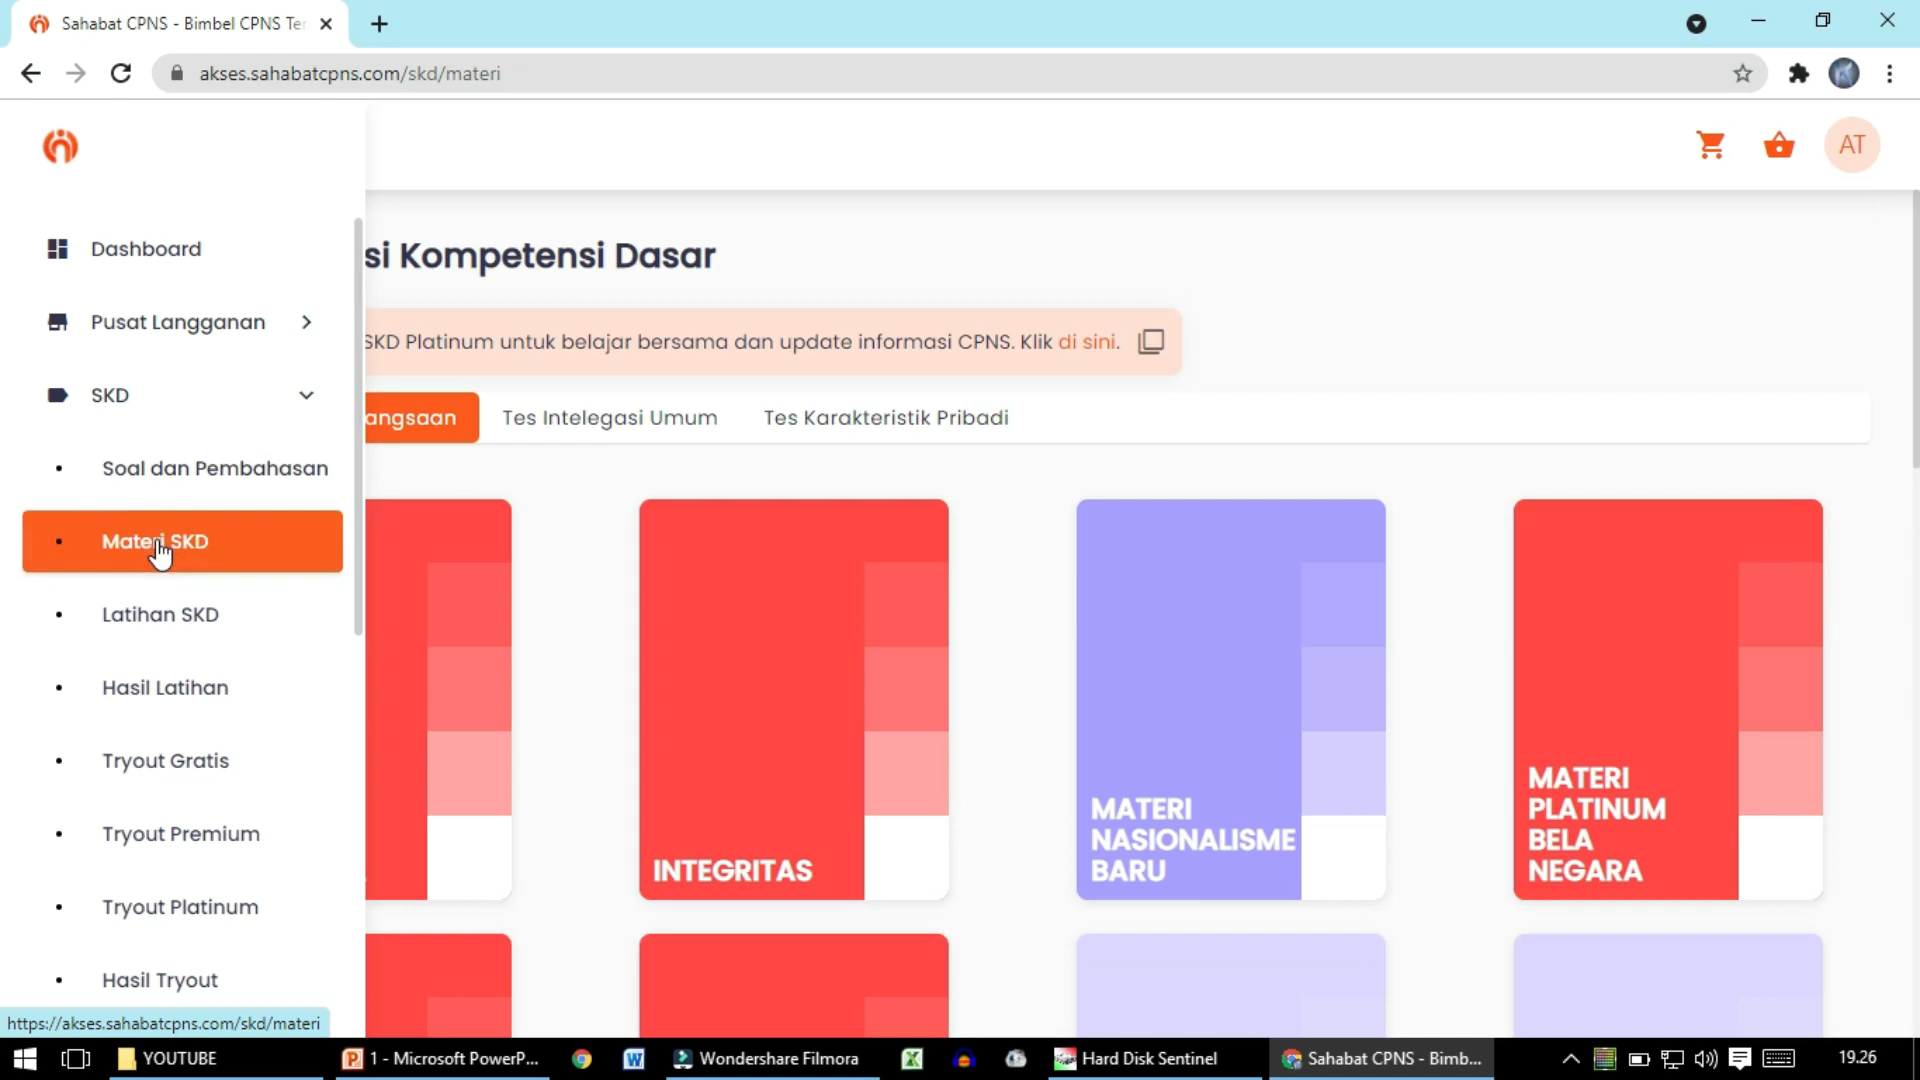 Sahabat CPNS - Bimbel CPNS Ter
akses.sahabatcpns.com/skd/materi
AT
Dashboard
Pusat Langganan
SKD
Soal dan Pembahasan
Materi SKD
Latihan SKD
Hasil Latihan
Tryout Gratis
Tryout Premium
Tryout Platinum
Hasil Tryout
si Kompetensi Dasar
SKD Platinum untuk belajar bersama dan update informasi CPNS. Klik di sini.
angsaan
Tes Intelegasi Umum
Tes Karakteristik Pribadi
INTEGRITAS
MATERI
NASIONALISME
BARU
MATERI
PLATINUM
BELA
NEGARA
https://akses.sahabatcpns.com/skd/materi
YOUTUBE
1 - Microsoft PowerP...
Wondershare Filmora
Hard Disk Sentinel
Sahabat CPNS - Bimb...
19.26